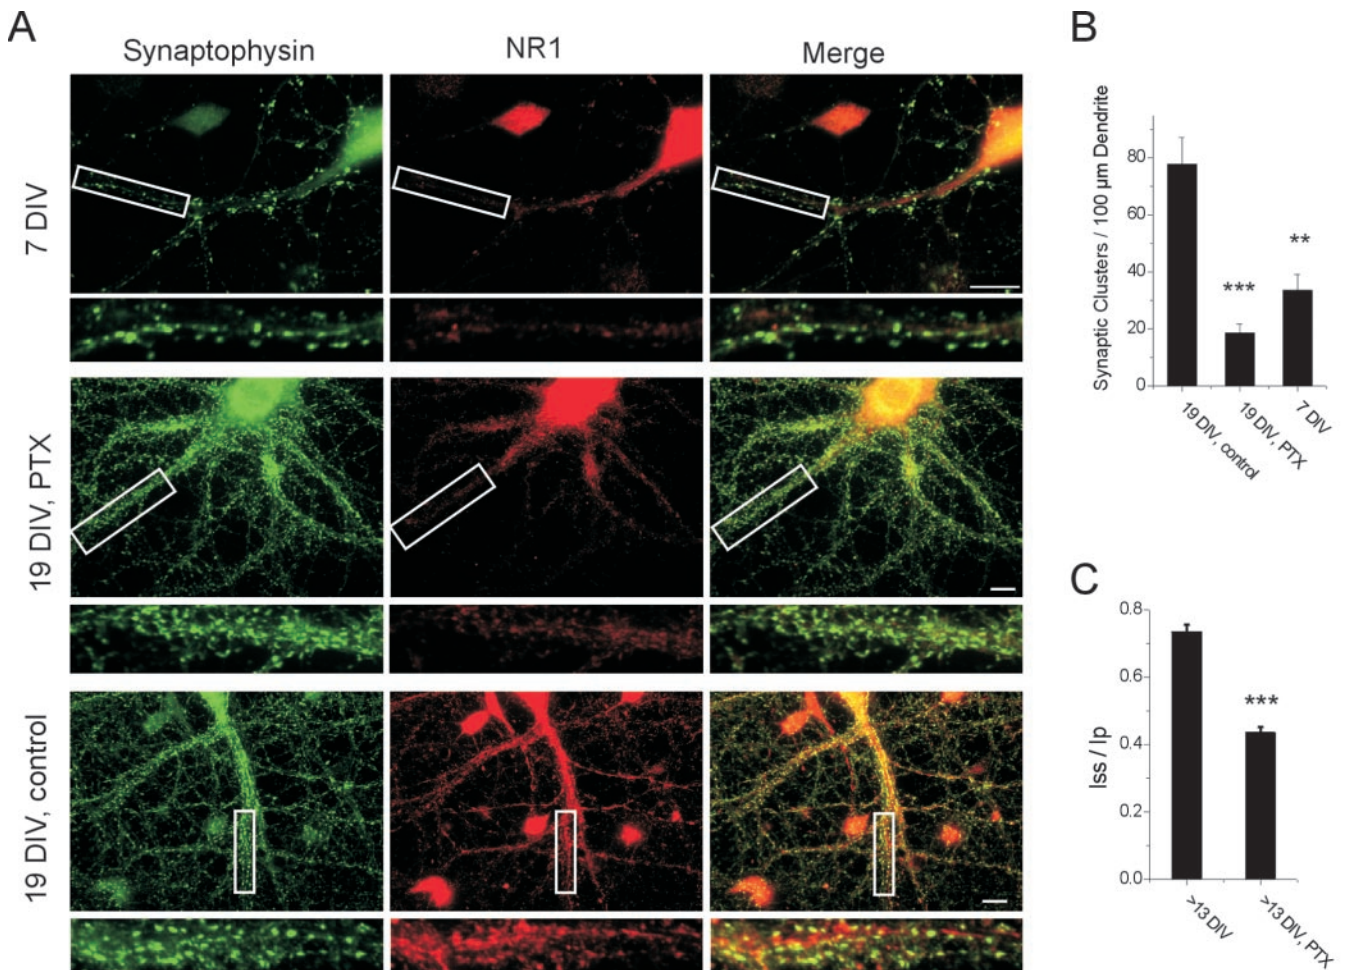 A
Synaptophysin
NR1
Merge
7 DIV
19 DIV, PTX
19 DIV, control
B
Synaptic Clusters / 100 µm Dendrite
80
60
40
20
0
***
**
19 DIV, control
19 DIV, PTX
7 DIV
C
Iss / Ip
0.8
0.6
0.4
0.2
0.0
***
>13 DIV
>13 DIV, PTX